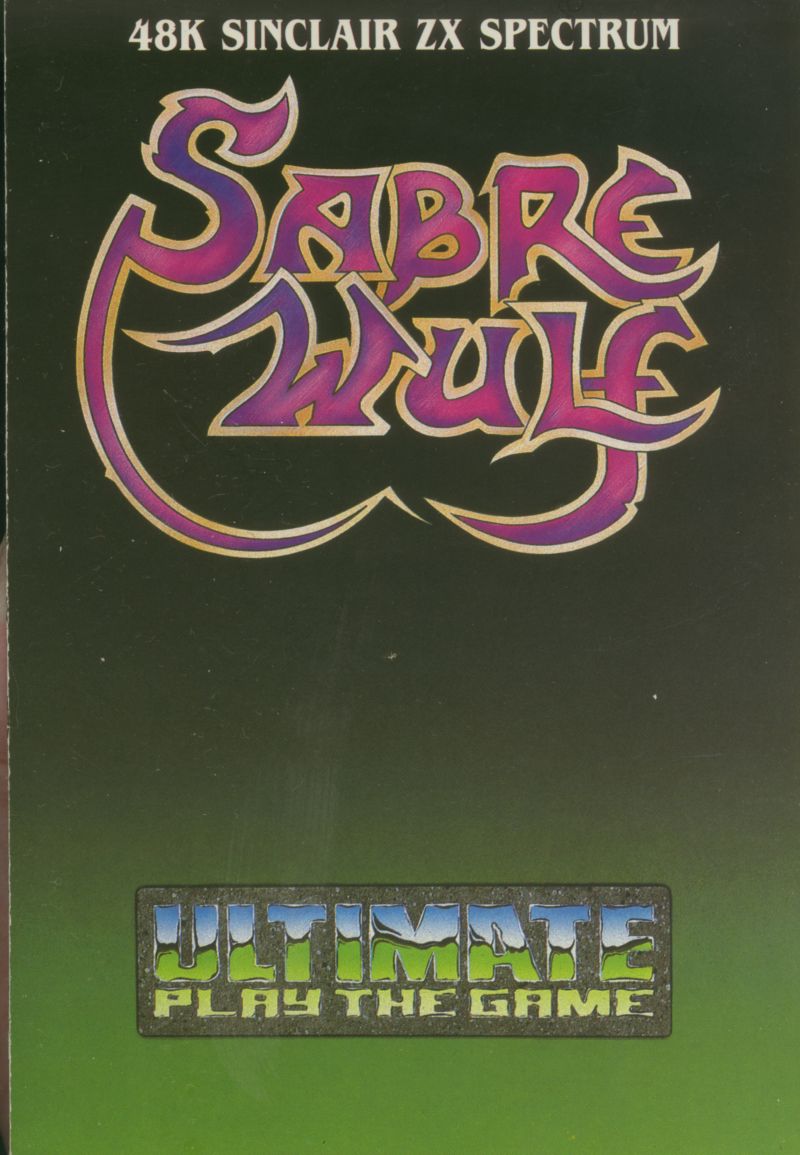 48K SINCLAIR ZX SPECTRUM
SABRE
WULF
ULTIMATE
PLAY THE GAME